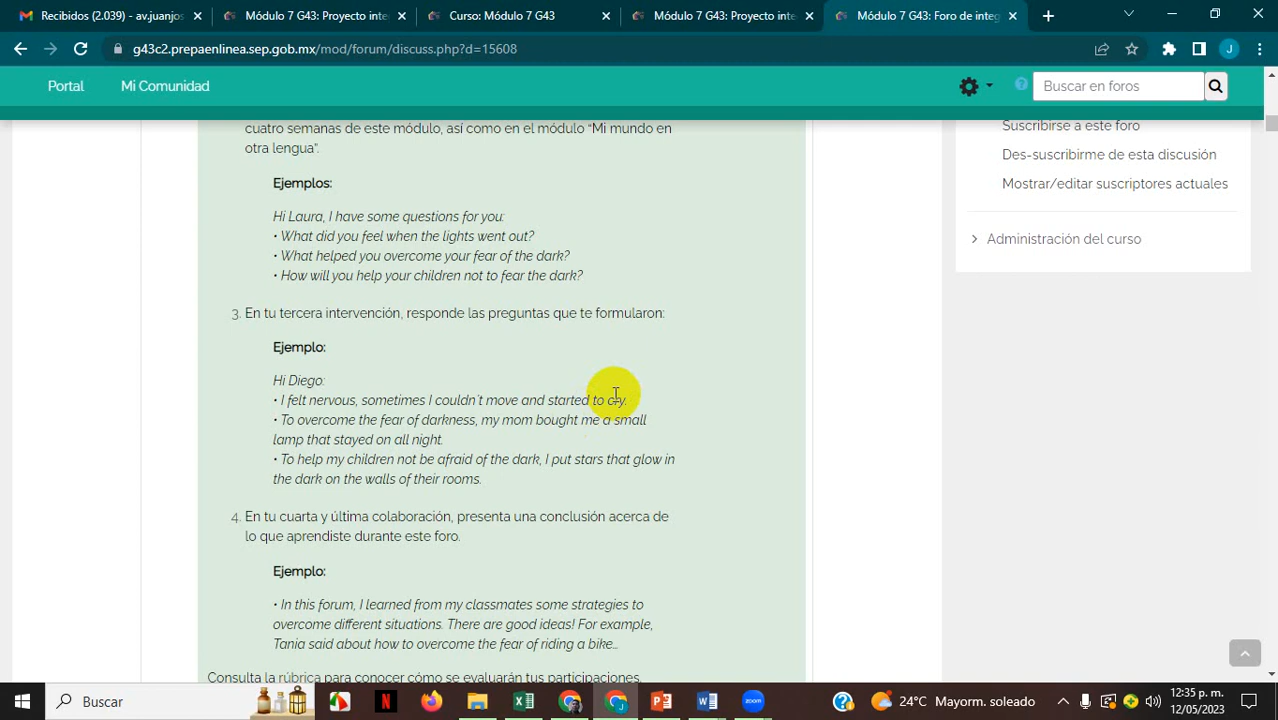 Recibidos (2.039) - av.juanjos
Módulo 7 G43: Proyecto inte
Curso: Módulo 7 G43
Módulo 7 G43: Proyecto inte
Módulo 7 G43: Foro de integ
g43c2.prepaenlinea.sep.gob.mx/mod/forum/discuss.php?d=15608
J
Portal
Mi Comunidad
Buscar en foros
cuatro semanas de este módulo, así como en el módulo “Mi mundo en
otra lengua”.
Ejemplos:
Hi Laura, I have some questions for you:
• What did you feel when the lights went out?
• What helped you overcome your fear of the dark?
• How will you help your children not to fear the dark?
3. En tu tercera intervención, responde las preguntas que te formularon:
Ejemplo:
Hi Diego:
• I felt nervous, sometimes I couldn´t move and started to cry.
• To overcome the fear of darkness, my mom bought me a small
lamp that stayed on all night.
• To help my children not be afraid of the dark, I put stars that glow in
the dark on the walls of their rooms.
4. En tu cuarta y última colaboración, presenta una conclusión acerca de
lo que aprendiste durante este foro.
Ejemplo:
• In this forum, I learned from my classmates some strategies to
overcome different situations. There are good ideas! For example,
Tania said about how to overcome the fear of riding a bike...
Consulta la rúbrica para conocer cómo se evaluarán tus participaciones.
Suscribirse a este foro
Des-suscribirme de esta discusión
Mostrar/editar suscriptores actuales
Administración del curso
Buscar
24°C Mayorm. soleado
12:35 p. m.
12/05/2023